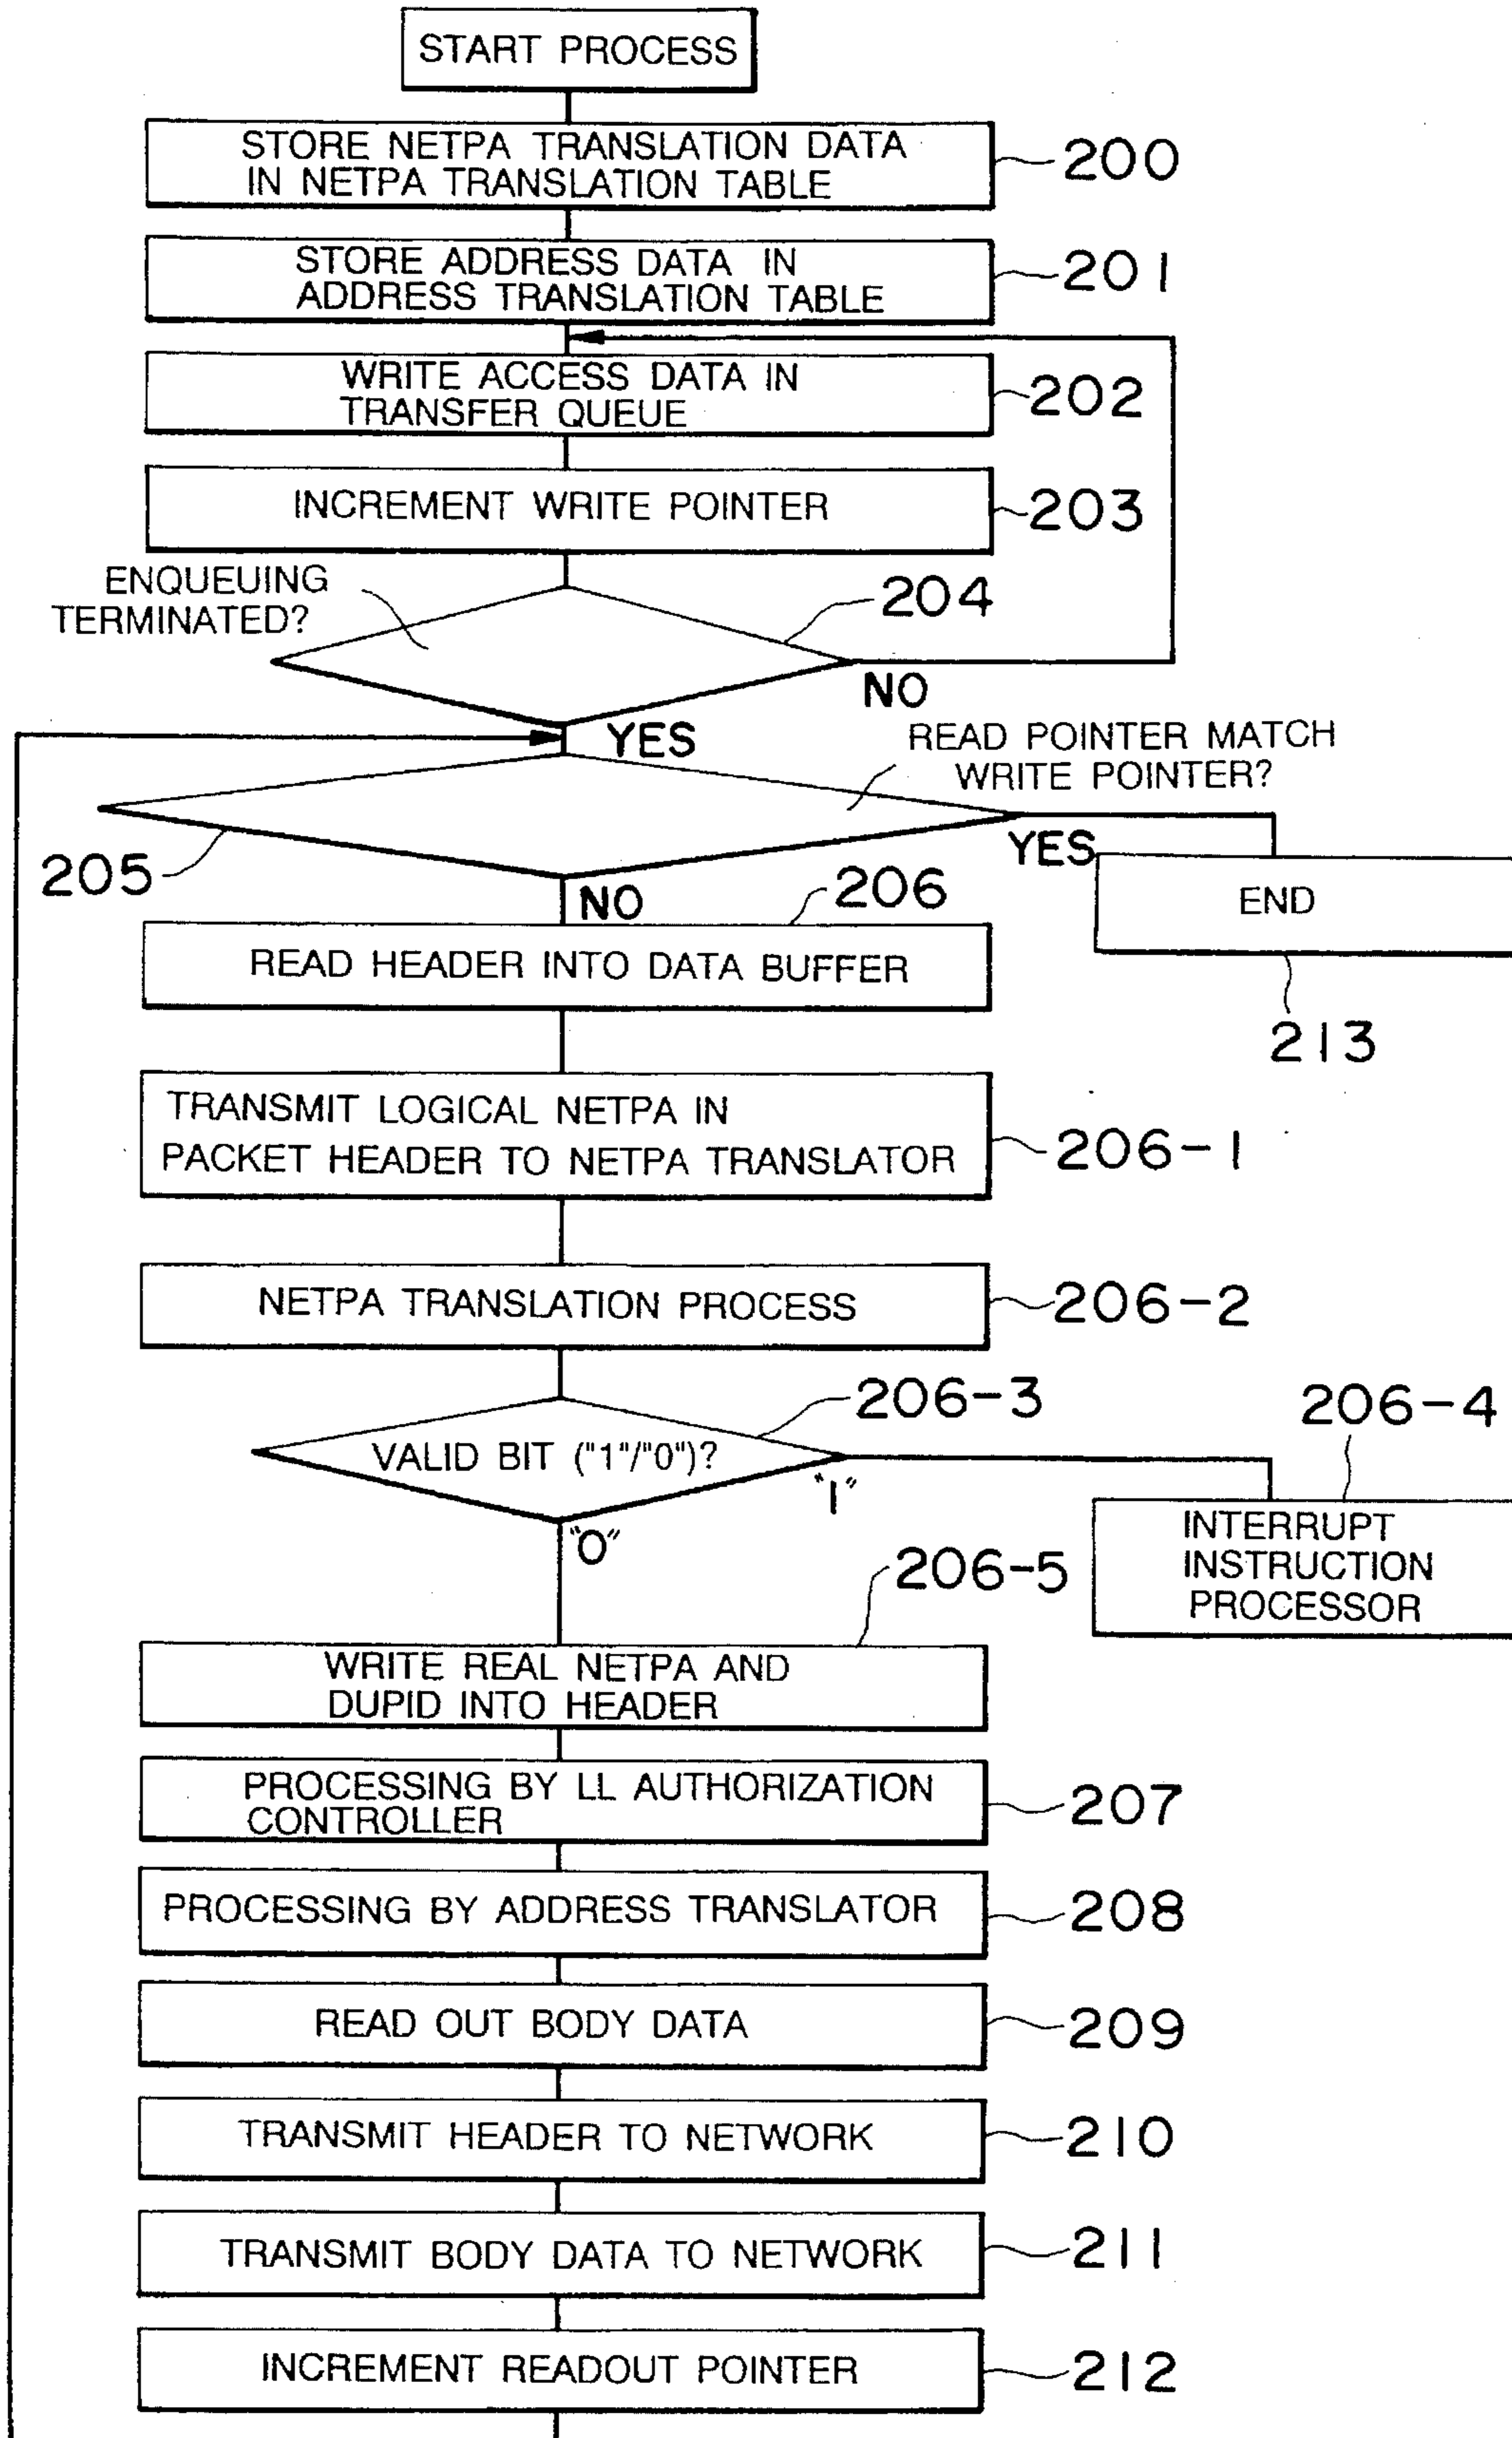 START PROCESS
STORE NETPA TRANSLATION DATA
IN NETPA TRANSLATION TABLE
200
STORE ADDRESS DATA IN
ADDRESS TRANSLATION TABLE
201
WRITE ACCESS DATA IN
TRANSFER QUEUE
202
INCREMENT WRITE POINTER
203
ENQUEUING
TERMINATED?
204
NO
YES
READ POINTER MATCH
WRITE POINTER?
205
YES
NO
END
213
206
READ HEADER INTO DATA BUFFER
TRANSMIT LOGICAL NETPA IN
PACKET HEADER TO NETPA TRANSLATOR
206-1
NETPA TRANSLATION PROCESS
206-2
206-3
VALID BIT ("1"/"0")?
"1"
"0"
206-4
INTERRUPT
INSTRUCTION
PROCESSOR
206-5
WRITE REAL NETPA AND
DUPID INTO HEADER
PROCESSING BY LL AUTHORIZATION
CONTROLLER
207
PROCESSING BY ADDRESS TRANSLATOR
208
READ OUT BODY DATA
209
TRANSMIT HEADER TO NETWORK
210
TRANSMIT BODY DATA TO NETWORK
211
INCREMENT READOUT POINTER
212